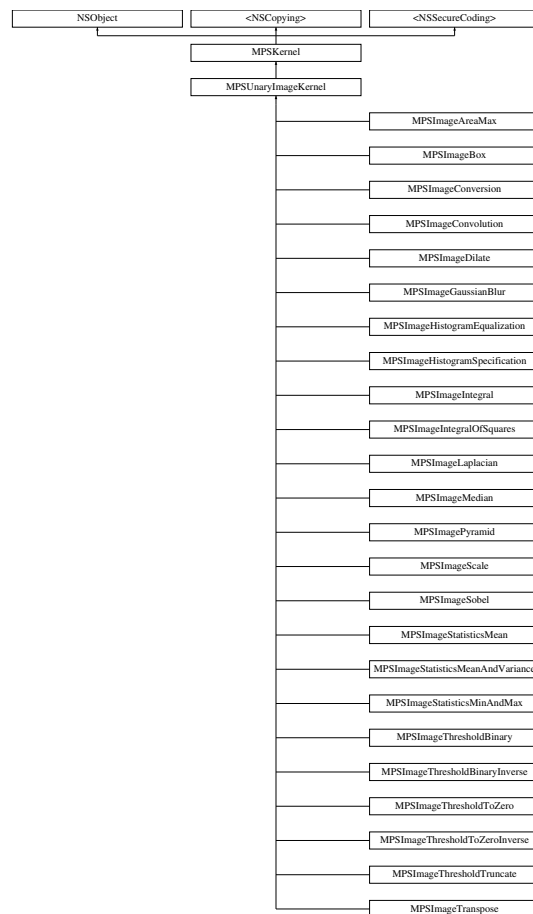 NSObject <NSCopying> <NSSecureCoding>
MPSKernel
MPSUnaryImageKernel
MPSImageAreaMax
MPSImageBox
MPSImageConversion
MPSImageConvolution
MPSImageDilate
MPSImageGaussianBlur
MPSImageHistogramEqualization
MPSImageHistogramSpecification
MPSImageIntegral
MPSImageIntegralOfSquares
MPSImageLaplacian
MPSImageMedian
MPSImagePyramid
MPSImageScale
MPSImageSobel
MPSImageStatisticsMean
MPSImageStatisticsMeanAndVariance
MPSImageStatisticsMinAndMax
MPSImageThresholdBinary
MPSImageThresholdBinaryInverse
MPSImageThresholdToZero
MPSImageThresholdToZeroInverse
MPSImageThresholdTruncate
MPSImageTranspose